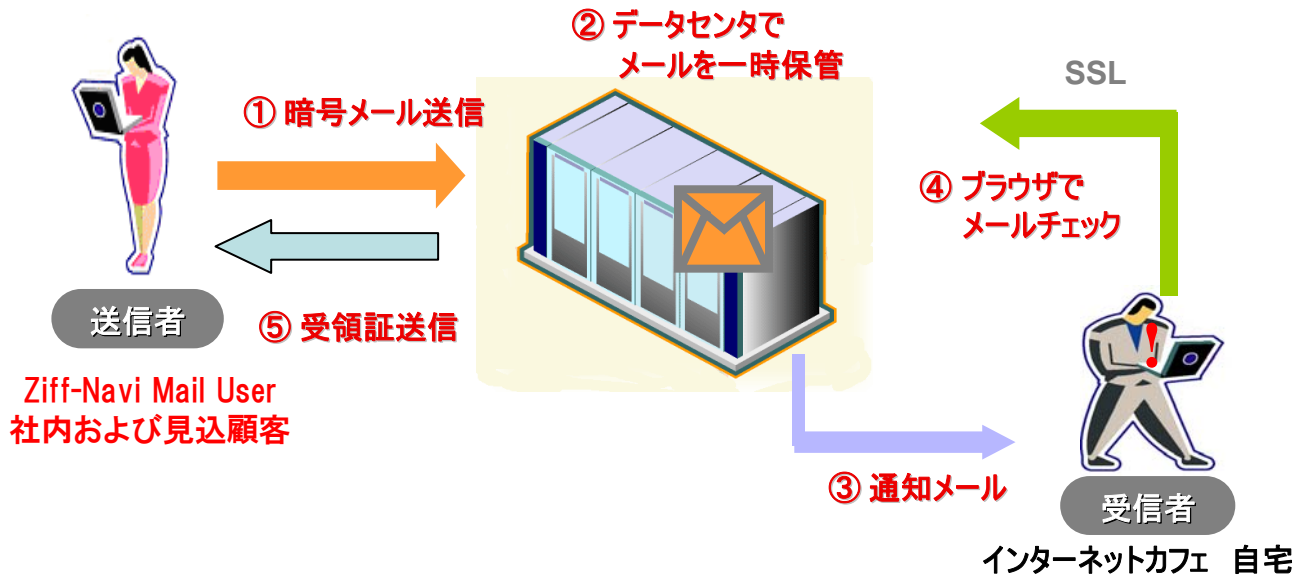 ② データセンタで
メールを一時保管
SSL
① 暗号メール送信
④ ブラウザで
メールチェック
送信者
⑤ 受領証送信
Ziff-Navi Mail User
社内および見込顧客
③ 通知メール
受信者
インターネットカフェ 自宅